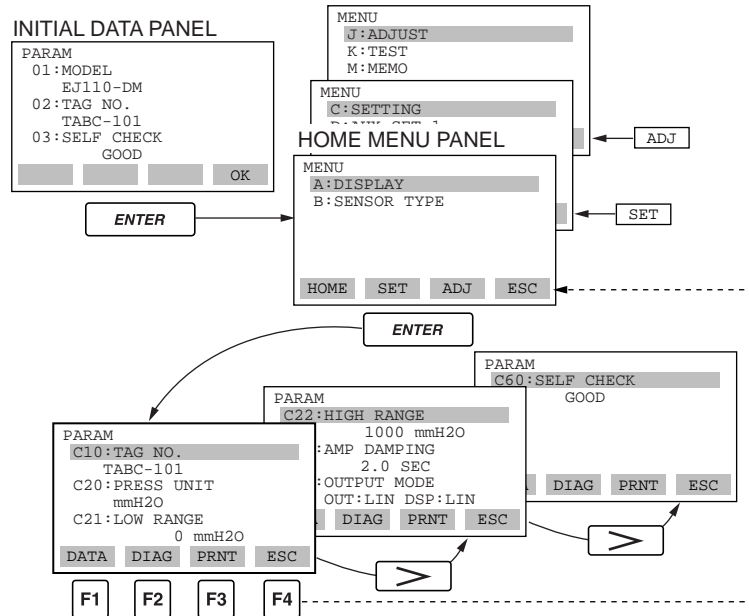 INITIAL DATA PANEL
PARAM
01:MODEL
EJ110-DM
02:TAG NO.
TABC-101
03:SELF CHECK
GOOD
OK
ENTER
MENU
J:ADJUST
K:TEST
M:MEMO
ADJ
MENU
C:SETTING
SET
HOME MENU PANEL
MENU
A:DISPLAY
B:SENSOR TYPE
HOME SET ADJ ESC
ENTER
PARAM
C60:SELF CHECK
GOOD
DIAG PRNT ESC
PARAM
C22:HIGH RANGE
1000 mmH2O
:AMP DAMPING
2.0 SEC
:OUTPUT MODE
OUT:LIN DSP:LIN
DIAG PRNT ESC
PARAM
C10:TAG NO.
TABC-101
C20:PRESS UNIT
mmH2O
C21:LOW RANGE
0 mmH2O
DATA DIAG PRNT ESC
>
>
F1 F2 F3 F4